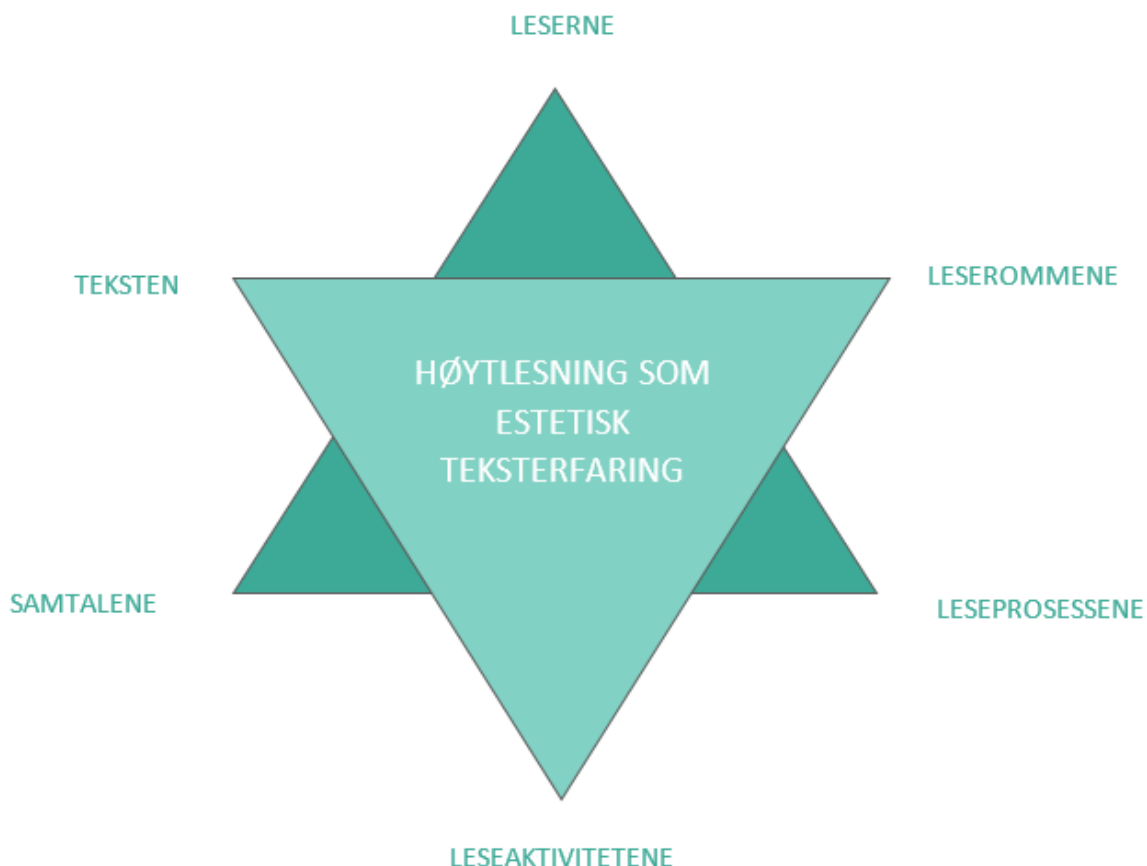 LESERNE
TEKSTEN
LESEROMMENE
HØYTLESNING SOM
ESTETISK
TEKSTERFARING
SAMTALENE
LESEPROSESSENE
LESEAKTIVITETENE